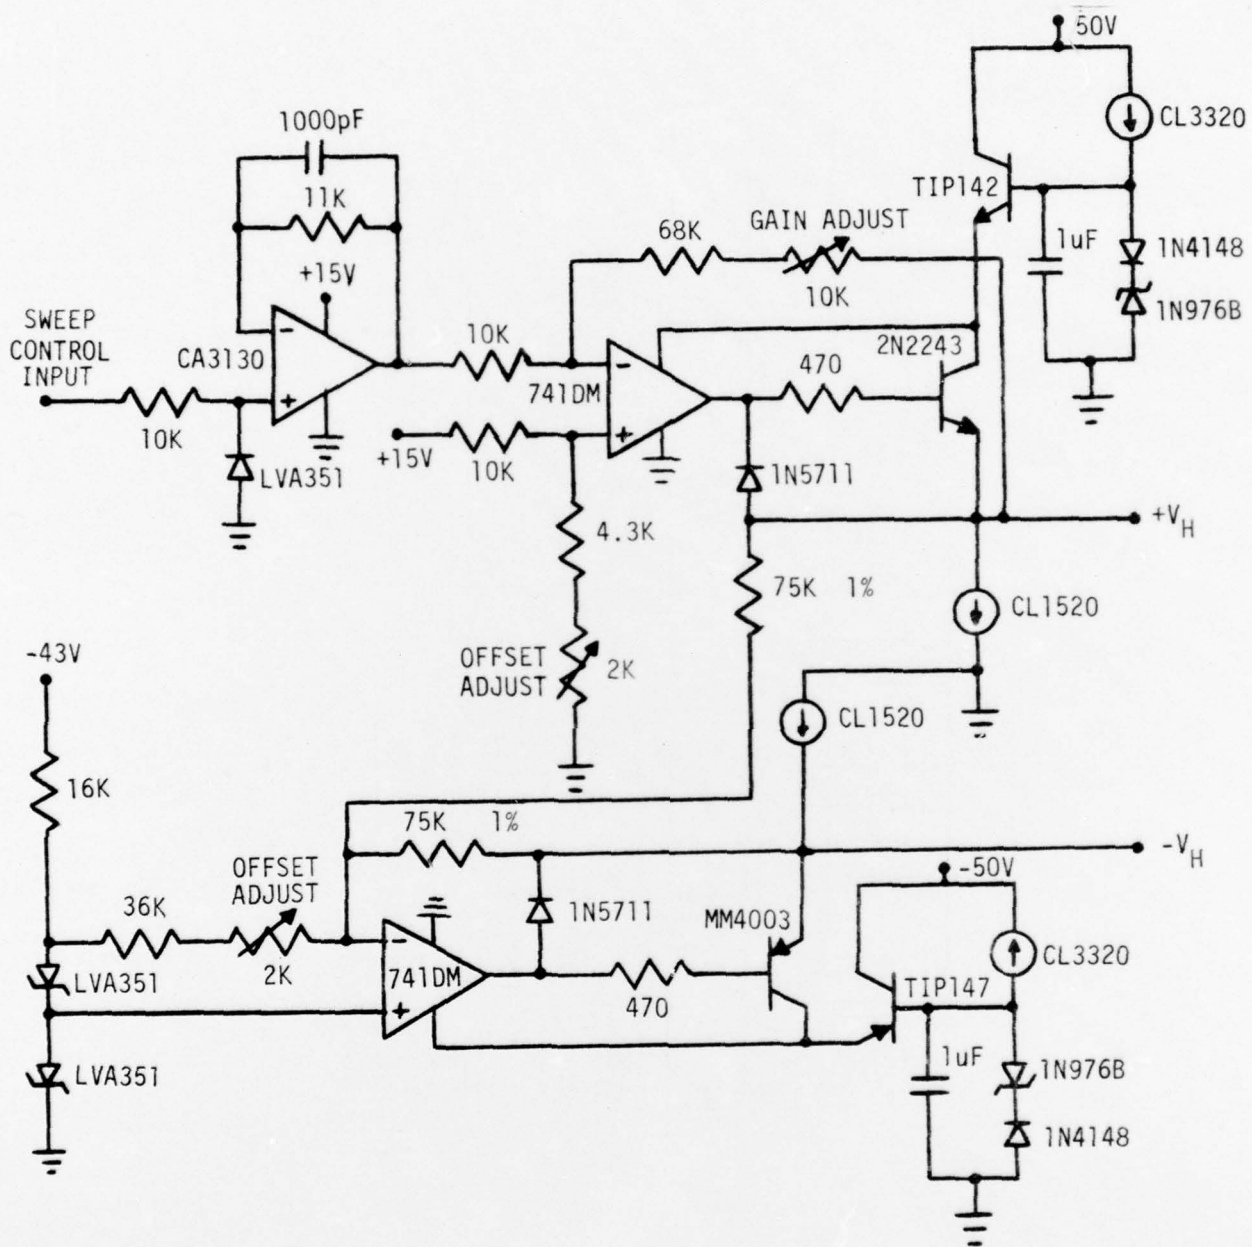 50V
CL3320
1000pF
11K
TIP142
68K
GAIN ADJUST
1uF
1N4148
+15V
10K
1N976B
SWEEP
CONTROL
INPUT
CA3130
10K
2N2243
470
741DM
10K
+15V
10K
LVA351
1N5711
4.3K
+VH
75K 1%
CL1520
-43V
OFFSET
ADJUST
2K
CL1520
16K
75K 1%
-VH
OFFSET
ADJUST
-50V
36K
1N5711
MM4003
CL3320
2K
LVA351
741DM
TIP147
470
1uF
1N976B
LVA351
1N4148